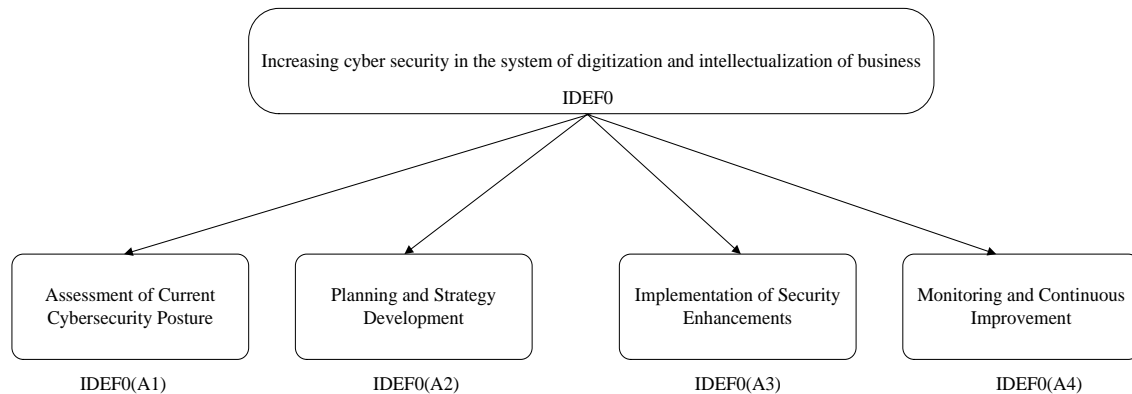 Increasing cyber security in the system of digitization and intellectualization of business
IDEF0
Assessment of Current
Cybersecurity Posture
Planning and Strategy
Development
Implementation of Security
Enhancements
Monitoring and Continuous
Improvement
IDEF0(A1)
IDEF0(A2)
IDEF0(A3)
IDEF0(A4)